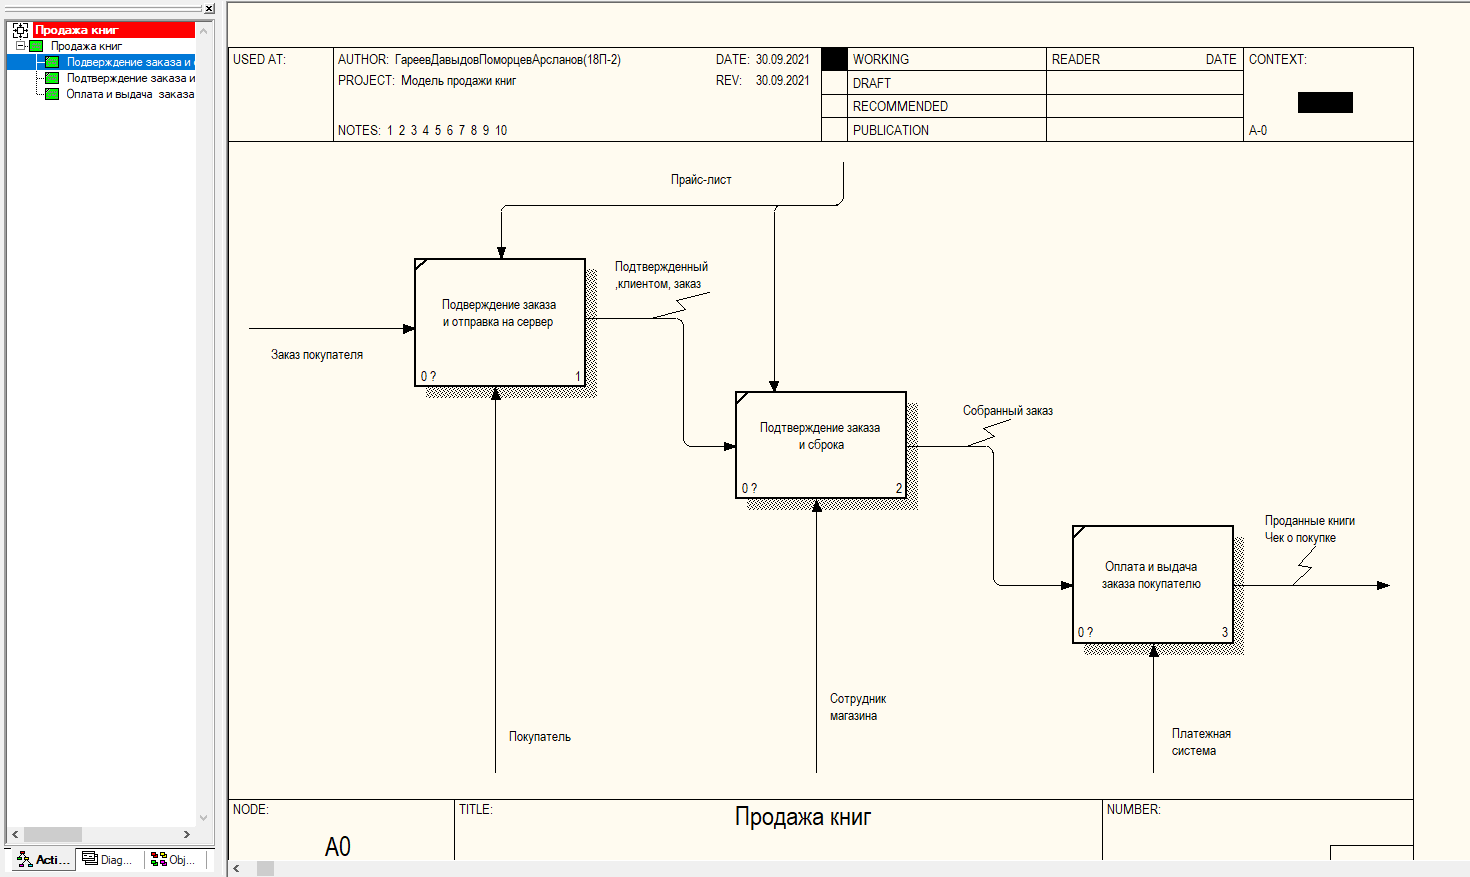 Продажа книг
Продажа книг
Подверждение заказа и
Подтверждение заказа и
Оплата и выдача заказа
Acti...
Diag...
Obj...
USED AT:
AUTHOR: ГареевДавыдовПоморцевАрсланов(18П-2)
DATE: 30.09.2021
PROJECT: Модель продажи книг
REV: 30.09.2021
NOTES: 1 2 3 4 5 6 7 8 9 10
WORKING
DRAFT
RECOMMENDED
PUBLICATION
READER
DATE
CONTEXT:
A-0
Прайс-лист
Подтвержденный
,клиентом, заказ
Подверждение заказа
и отправка на сервер
0 ?
1
Заказ покупателя
Собранный заказ
Подтверждение заказа
и сброка
0 ?
2
Проданные книги
Чек о покупке
Оплата и выдача
заказа покупателю
0 ?
3
Сотрудник
магазина
Покупатель
Платежная
система
NODE:
A0
TITLE:
Продажа книг
NUMBER: